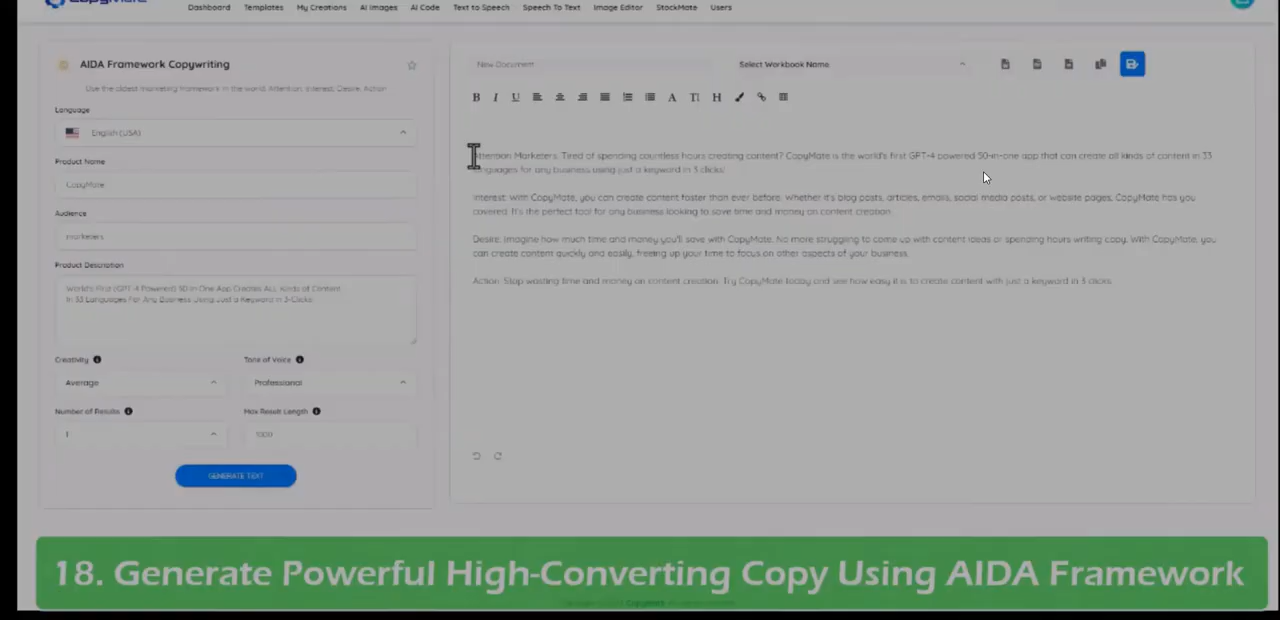 CopyMate
Dashboard Templates My Creations AI Images AI Code Text to Speech Speech To Text Image Editor StockMate Users
AIDA Framework Copywriting
Use the oldest marketing framework in the world. Attention, Interest, Desire, Action
Language
English (USA)
Product Name
CopyMate
Audience
marketers
Product Description
World's First (GPT-4 Powered) 50 In One App Creates ALL Kinds of Content
In 33 Languages For Any Business Using Just a Keyword in 3-Clicks
Creativity Tone of Voice
Average Professional
Number of Results Max Result Length
1 1000
GENERATE TEXT
New Document Select Workbook Name
B I U A TI H
Attention Marketers: Tired of spending countless hours creating content? CopyMate is the world's first GPT-4 powered 50-in-one app that can create all kinds of content in 33
languages for any business using just a keyword in 3 clicks!
Interest: With CopyMate, you can create content faster than ever before. Whether it's blog posts, articles, emails, social media posts, or website pages, CopyMate has you
covered. It's the perfect tool for any business looking to save time and money on content creation.
Desire: Imagine how much time and money you'll save with CopyMate. No more struggling to come up with content ideas or spending hours writing copy. With CopyMate, you
can create content quickly and easily, freeing up your time to focus on other aspects of your business.
Action: Stop wasting time and money on content creation. Try CopyMate today and see how easy it is to create content with just a keyword in 3 clicks.
18. Generate Powerful High-Converting Copy Using AIDA Framework